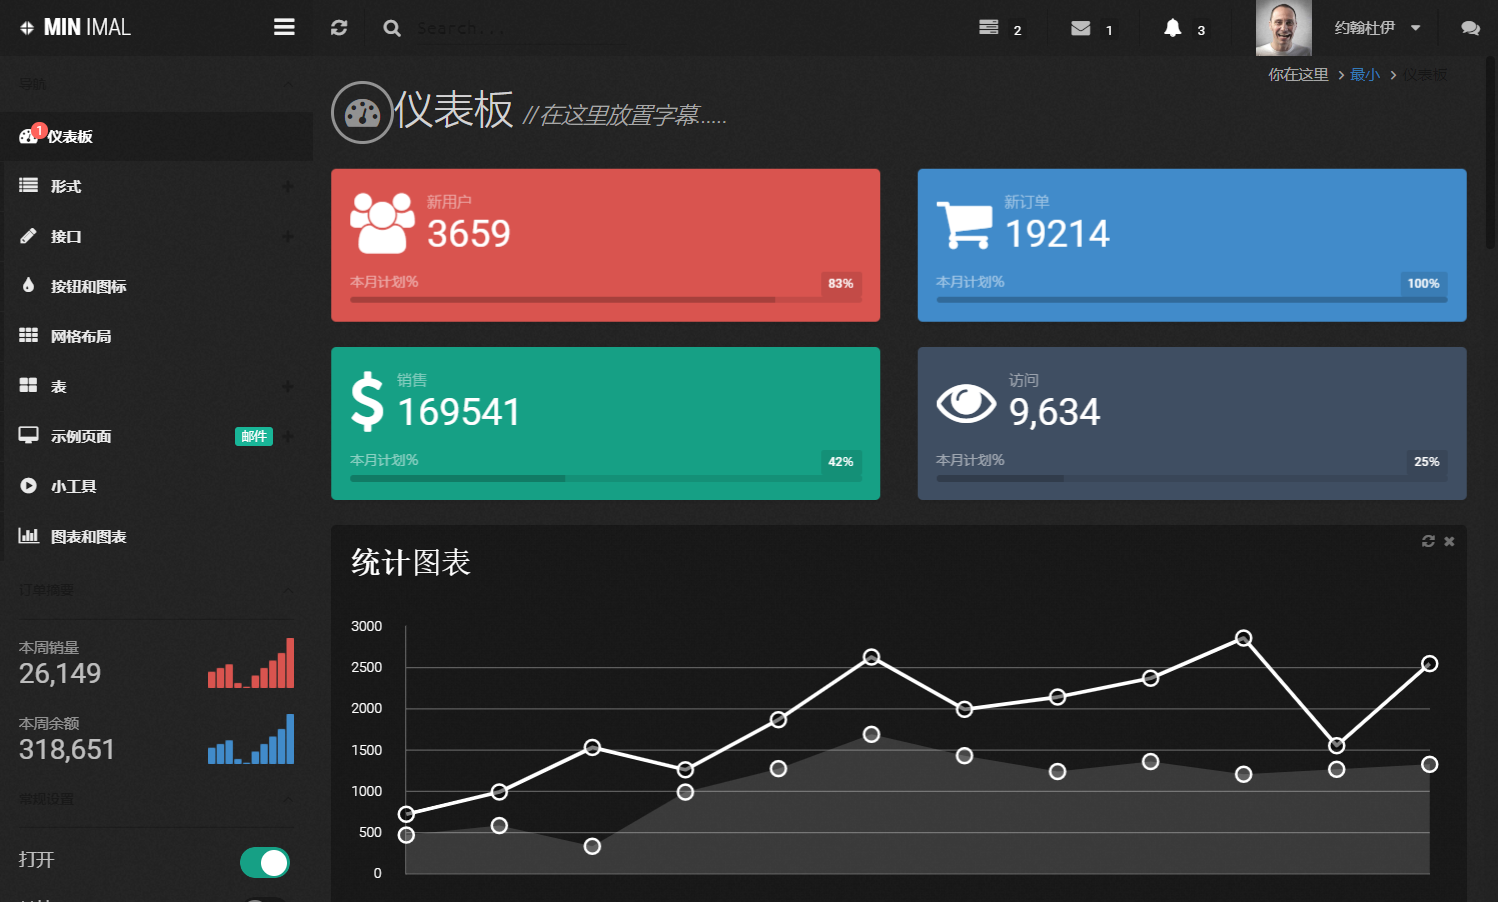 MIN IMAL
Search...
2
1
3
约翰杜伊
你在这里 > 最小 > 仪表板
导航
1
仪表板
形式
接口
按钮和图标
网格布局
表
示例页面
邮件
小工具
图表和图表
订单摘要
本周销量
26,149
本周余额
318,651
常规设置
打开
仪表板 //在这里放置字幕......
新用户
3659
本月计划%
83%
新订单
19214
本月计划%
100%
销售
169541
本月计划%
42%
访问
9,634
本月计划%
25%
统计图表
3000
2500
2000
1500
1000
500
0